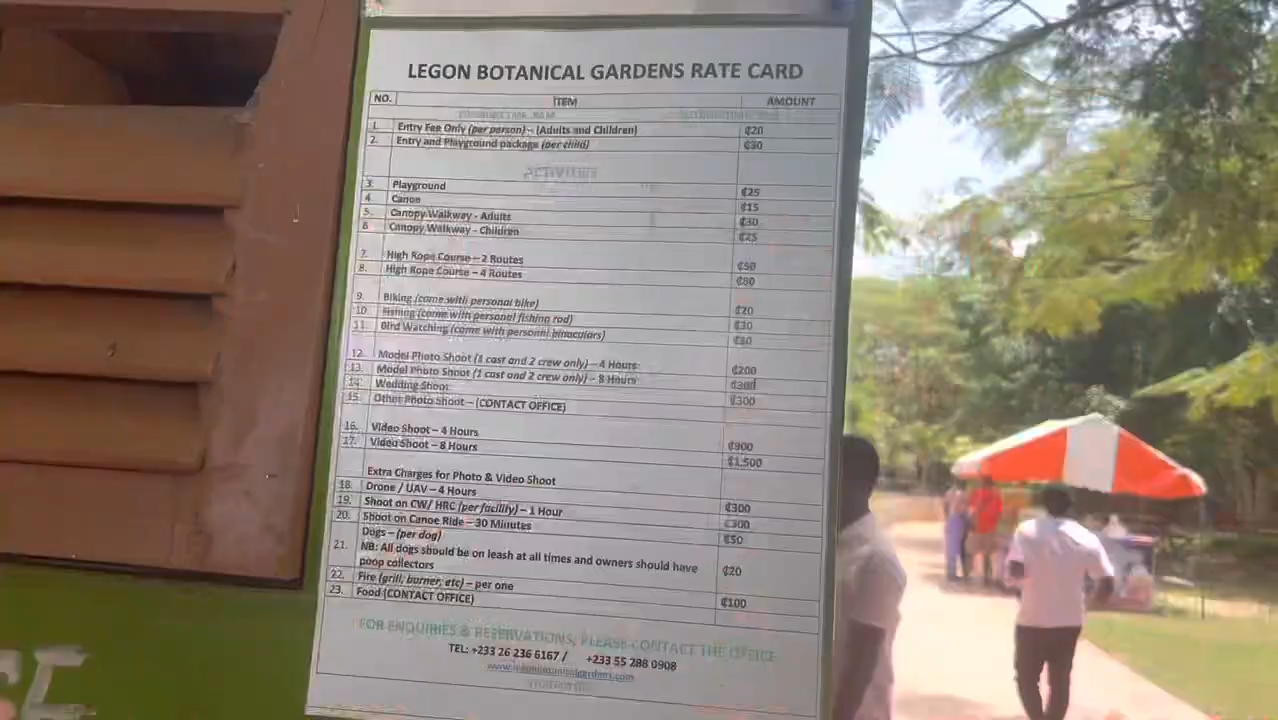 LEGON BOTANICAL GARDENS RATE CARD
NO. ITEM AMOUNT
1. Entry Fee Only (per person) – (Adults and Children) ₵20
2. Entry and Playground package (per child) ₵30
ACTIVITIES
3. Playground ₵25
4. Canoe ₵15
5. Canopy Walkway - Adults ₵30
6 Canopy Walkway - Children ₵25
7. High Rope Course – 2 Routes ₵50
8. High Rope Course – 4 Routes ₵80
9. Biking (come with personal bike) ₵20
10. Fishing (come with personal fishing rod) ₵30
11. Bird Watching (come with personal binoculars)
12. Model Photo Shoot (1 cast and 2 crew only) – 4 Hours ₵200
13. Model Photo Shoot (1 cast and 2 crew only) – 8 Hours ₵300
14. Wedding Shoot ₵300
15. Other Photo Shoot – (CONTACT OFFICE)
16. Video Shoot – 4 Hours ₵900
17. Video Shoot – 8 Hours ₵1,500
Extra Charges for Photo & Video Shoot
18. Drone / UAV – 4 Hours ₵300
19. Shoot on CW/ HRC (per facility) – 1 Hour ₵300
20. Shoot on Canoe Ride – 30 Minutes ₵50
Dogs – (per dog)
21. NB: All dogs should be on leash at all times and owners should have ₵20
poop collectors
22. Fire (grill, burner, etc) – per one ₵100
23. Food (CONTACT OFFICE)
FOR ENQUIRIES & RESERVATIONS, PLEASE CONTACT THE OFFICE
TEL: +233 26 236 6167 / +233 55 288 0908